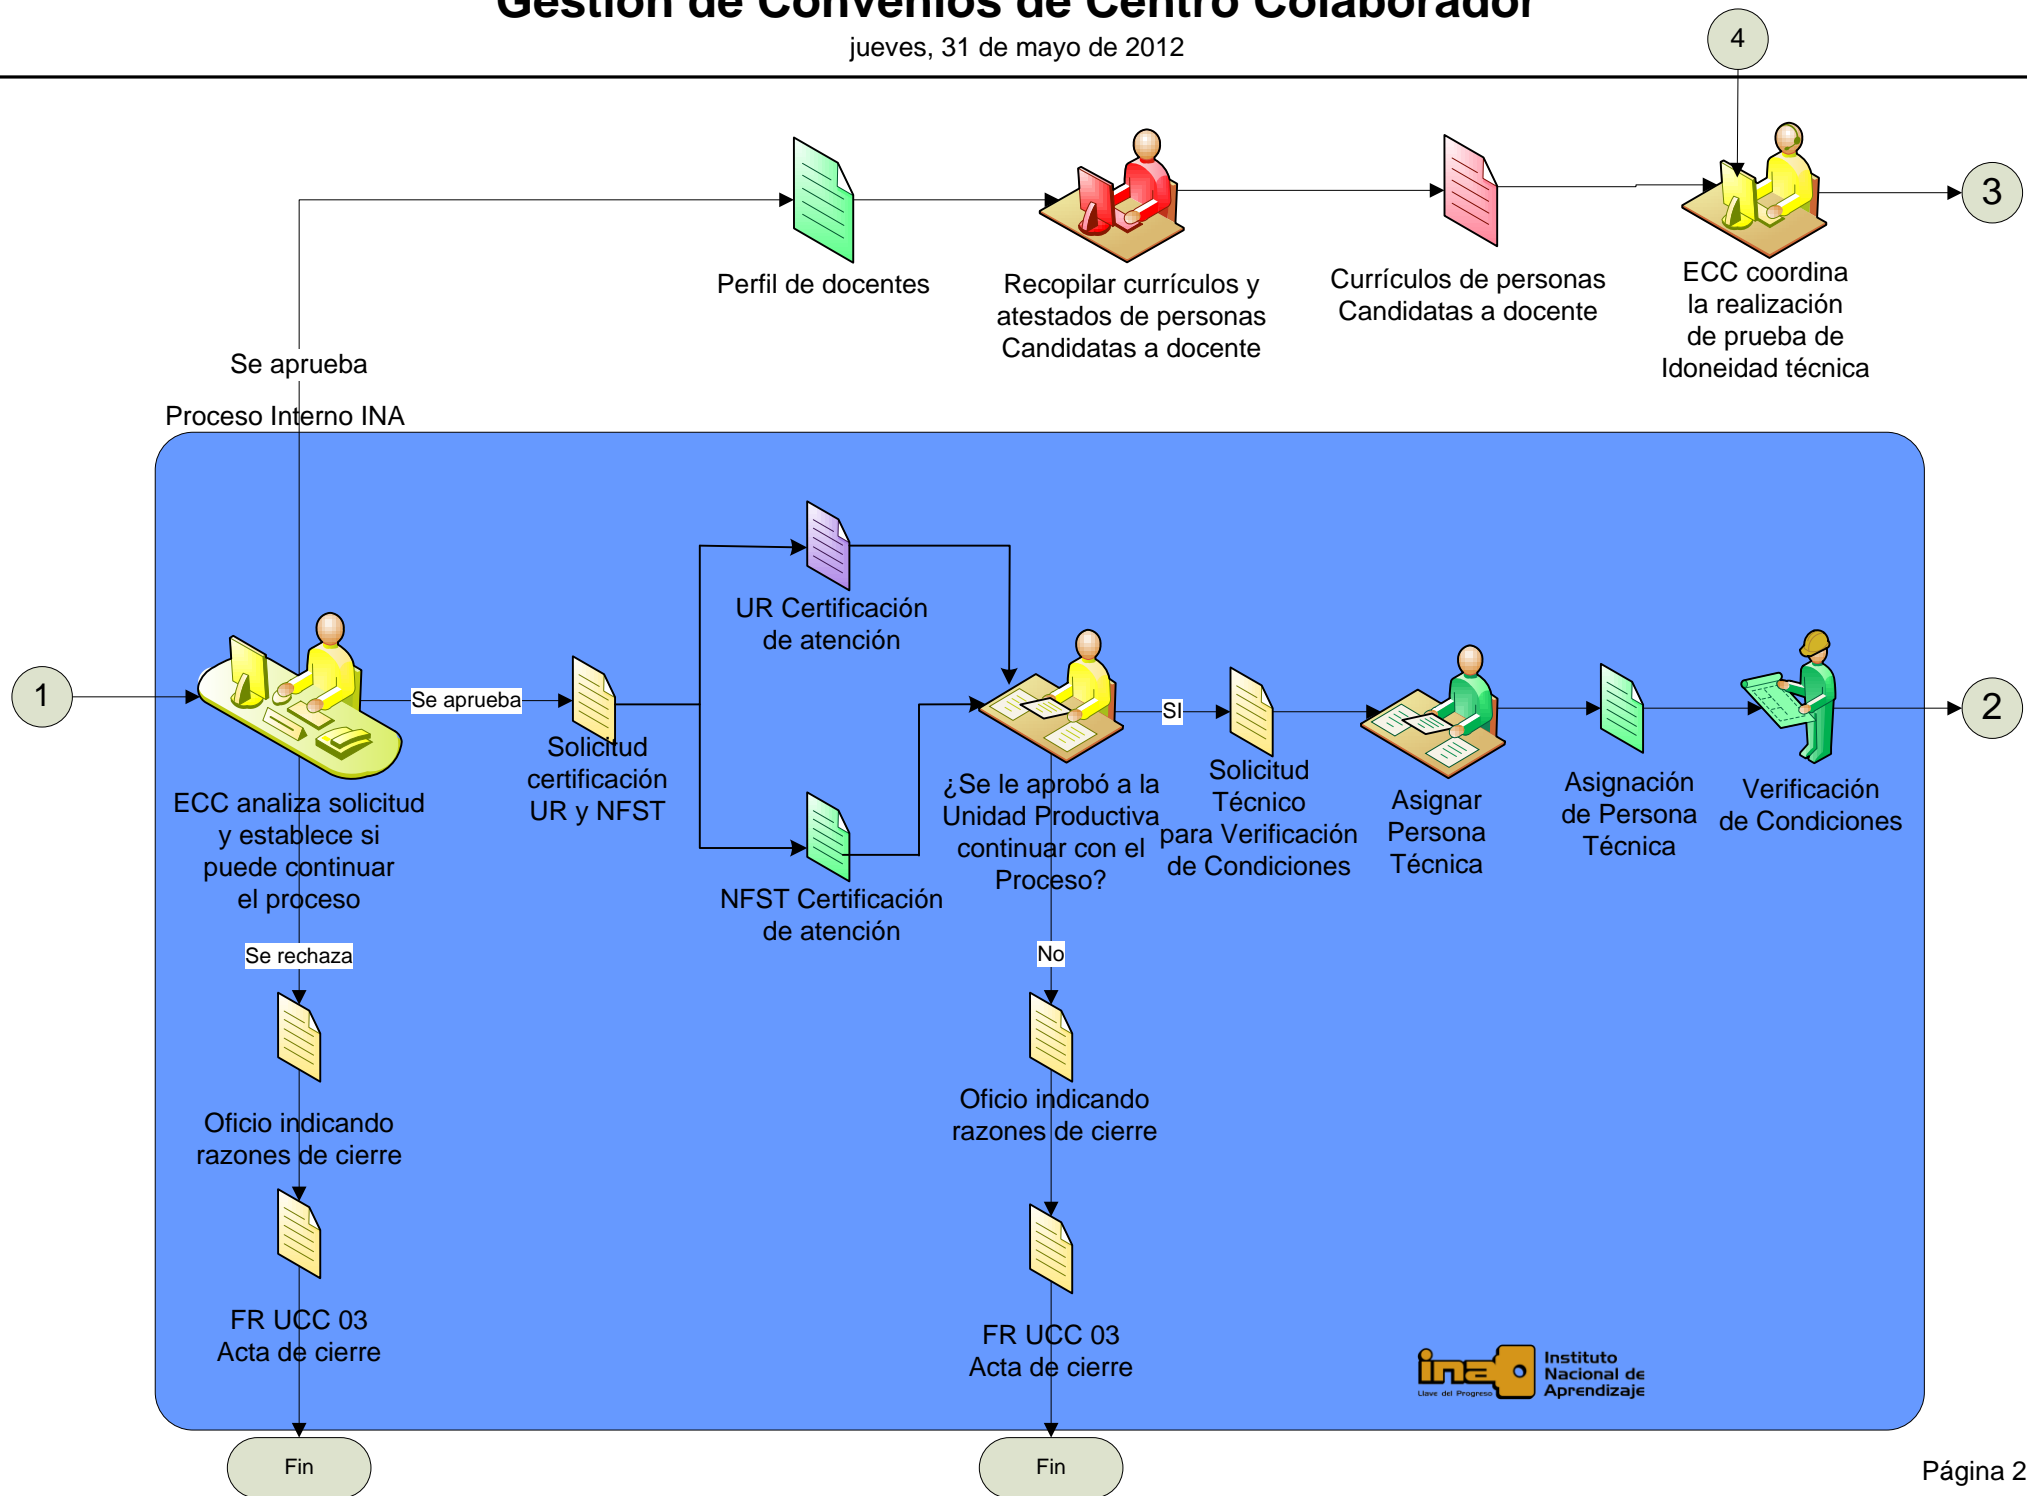 Gestión de Convenios de Centro Colaborador
jueves, 31 de mayo de 2012
4
3
Perfil de docentes
Recopilar currículos y
atestados de personas
Candidatas a docente
Currículos de personas
Candidatas a docente
ECC coordina
la realización
de prueba de
Idoneidad técnica
Se aprueba
Proceso Interno INA
1
ECC analiza solicitud
y establece si
puede continuar
el proceso
Se aprueba
Solicitud
certificación
UR y NFST
UR Certificación
de atención
NFST Certificación
de atención
¿Se le aprobó a la
Unidad Productiva
continuar con el
Proceso?
SI
Solicitud
Técnico
para Verificación
de Condiciones
Asignar
Persona
Técnica
Asignación
de Persona
Técnica
Verificación
de Condiciones
2
Se rechaza
Oficio indicando
razones de cierre
FR UCC 03
Acta de cierre
Fin
No
Oficio indicando
razones de cierre
FR UCC 03
Acta de cierre
Fin
ina
Llave del Progreso
Instituto
Nacional de
Aprendizaje
Página 2